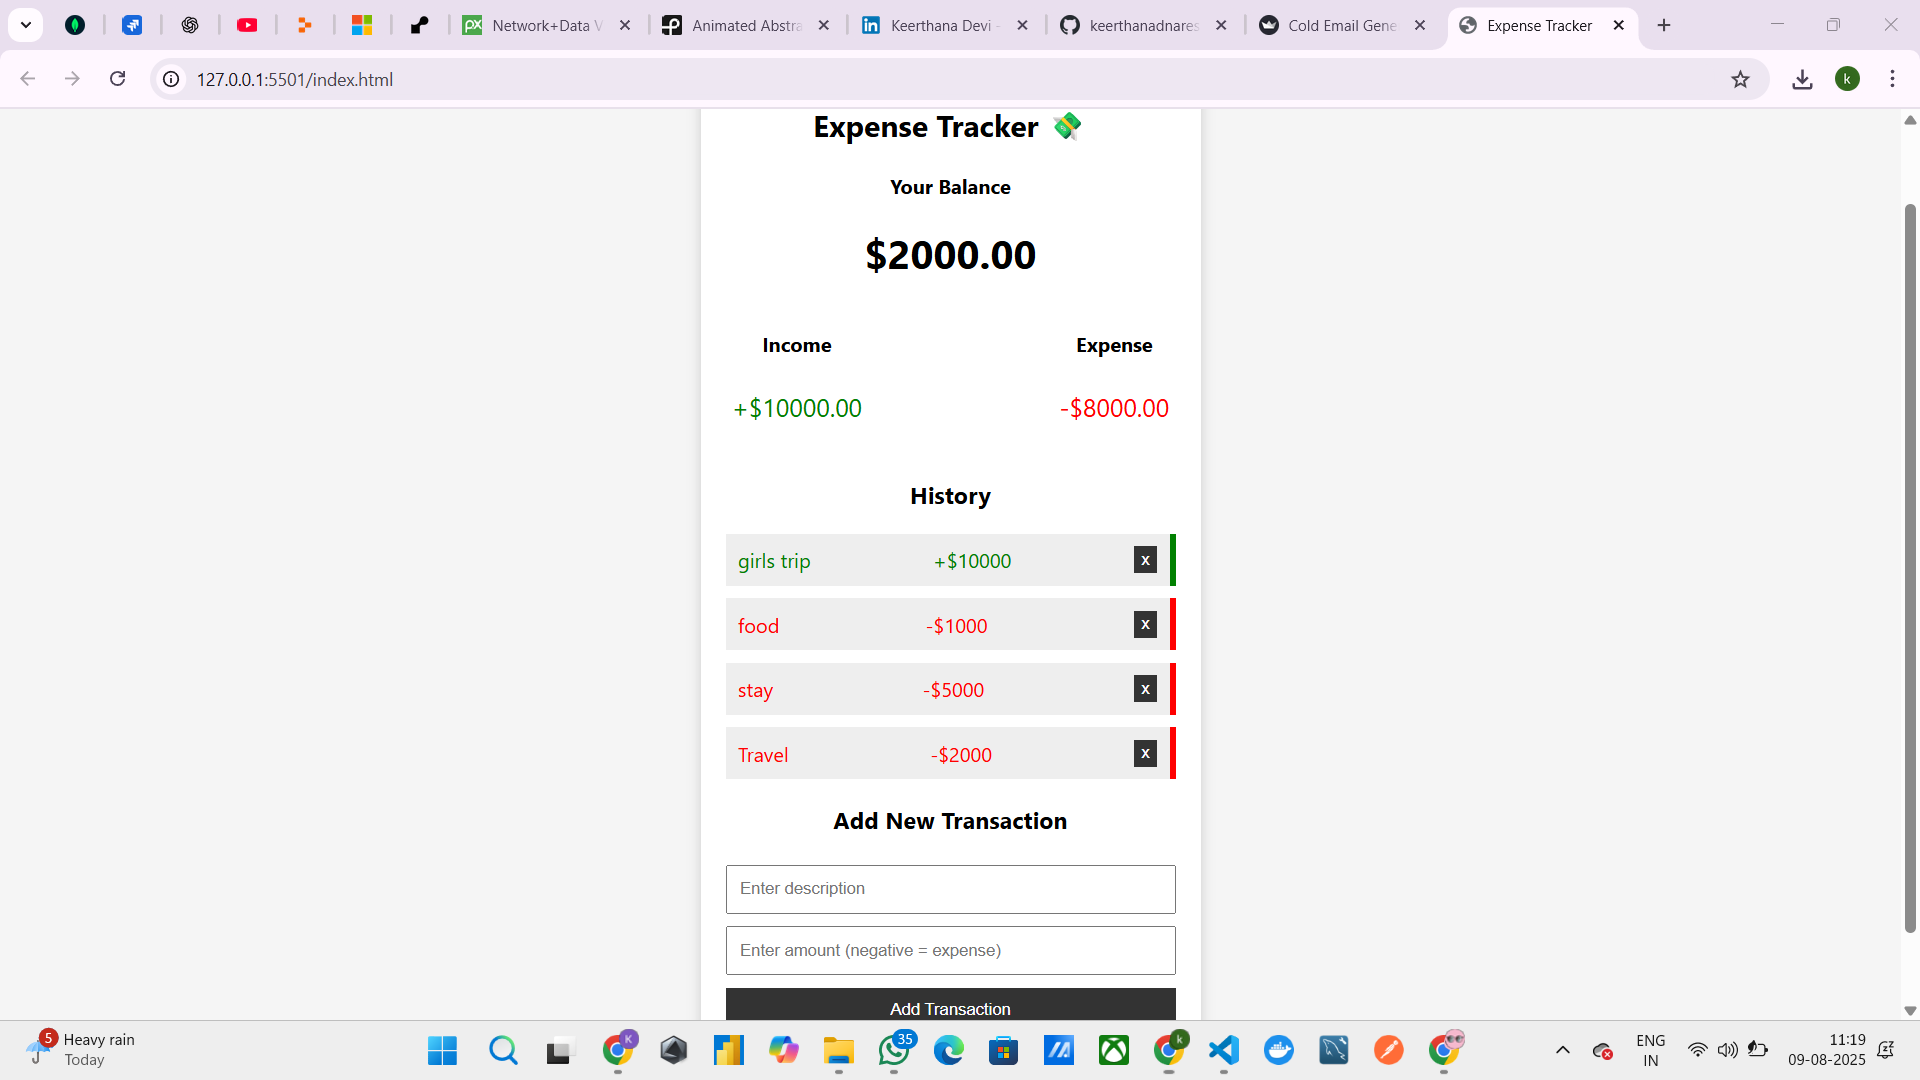 Network+Data V
Animated Abstra
Keerthana Devi -
keerthanadnares
Cold Email Gene
Expense Tracker
127.0.0.1:5501/index.html
k
Expense Tracker 💸
Your Balance
$2000.00
Income Expense
+$10000.00 -$8000.00
History
girls trip +$10000 x
food -$1000 x
stay -$5000 x
Travel -$2000 x
Add New Transaction
Enter description
Enter amount (negative = expense)
Add Transaction
5 Heavy rain
Today
K
35
k
ENG
IN
11:19
09-08-2025